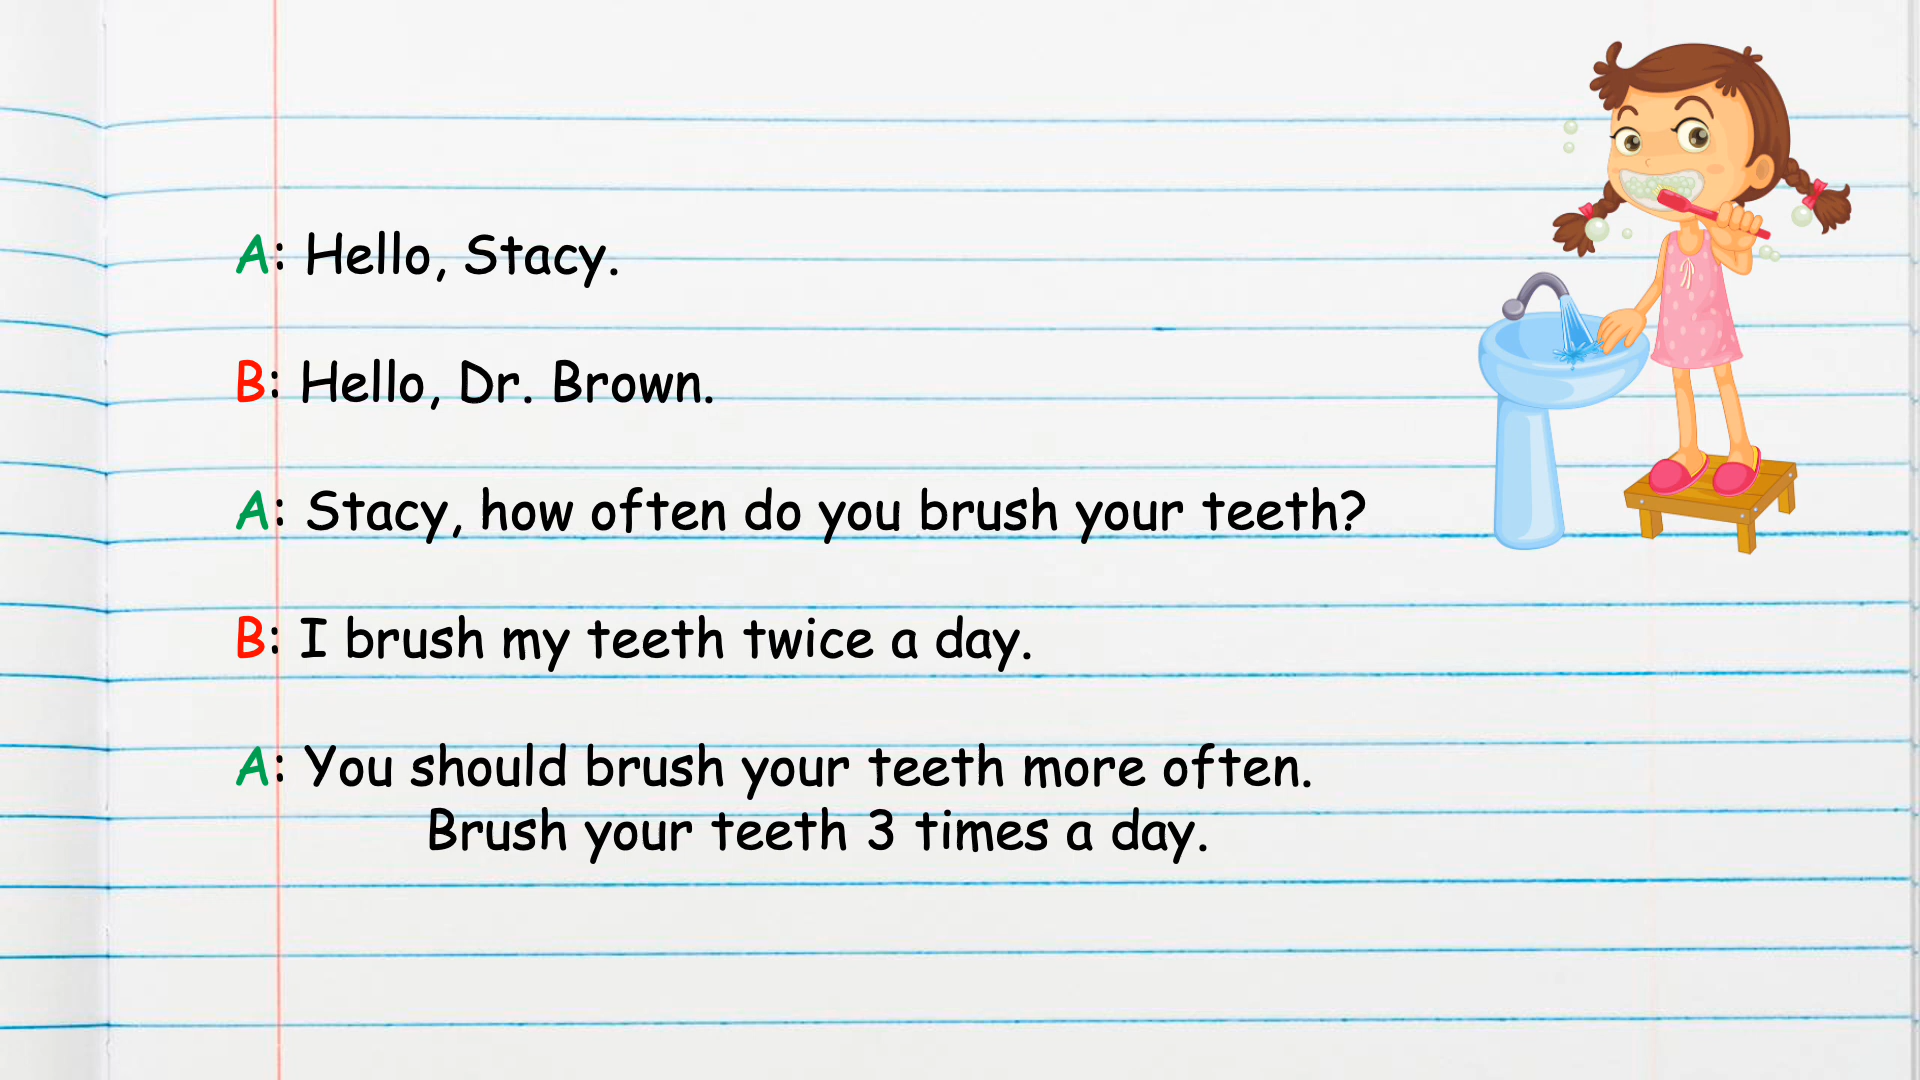 A: Hello, Stacy.
B: Hello, Dr. Brown.
A: Stacy, how often do you brush your teeth?
B: I brush my teeth twice a day.
A: You should brush your teeth more often.
Brush your teeth 3 times a day.